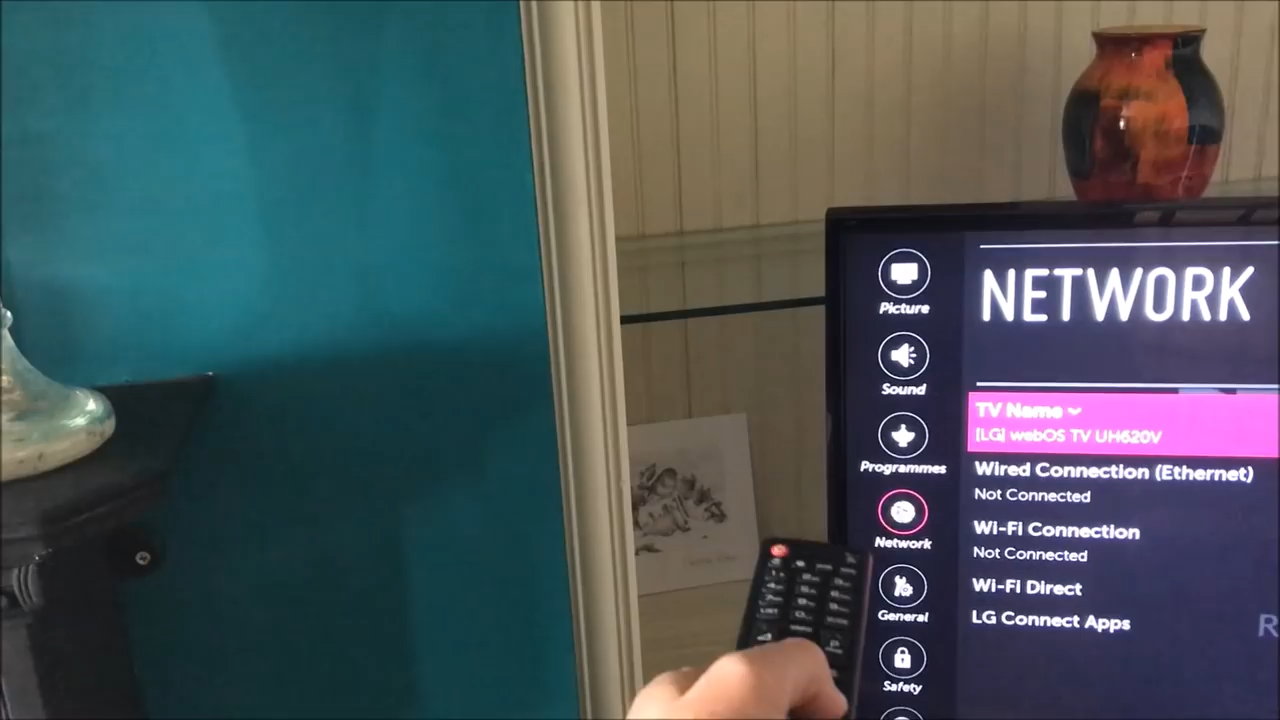 NETWORK
Picture
Sound
Programmes
Network
General
Safety
TV Name
[LG] webOS TV UH620V
Wired Connection (Ethernet)
Not Connected
Wi-Fi Connection
Not Connected
Wi-Fi Direct
LG Connect Apps
R